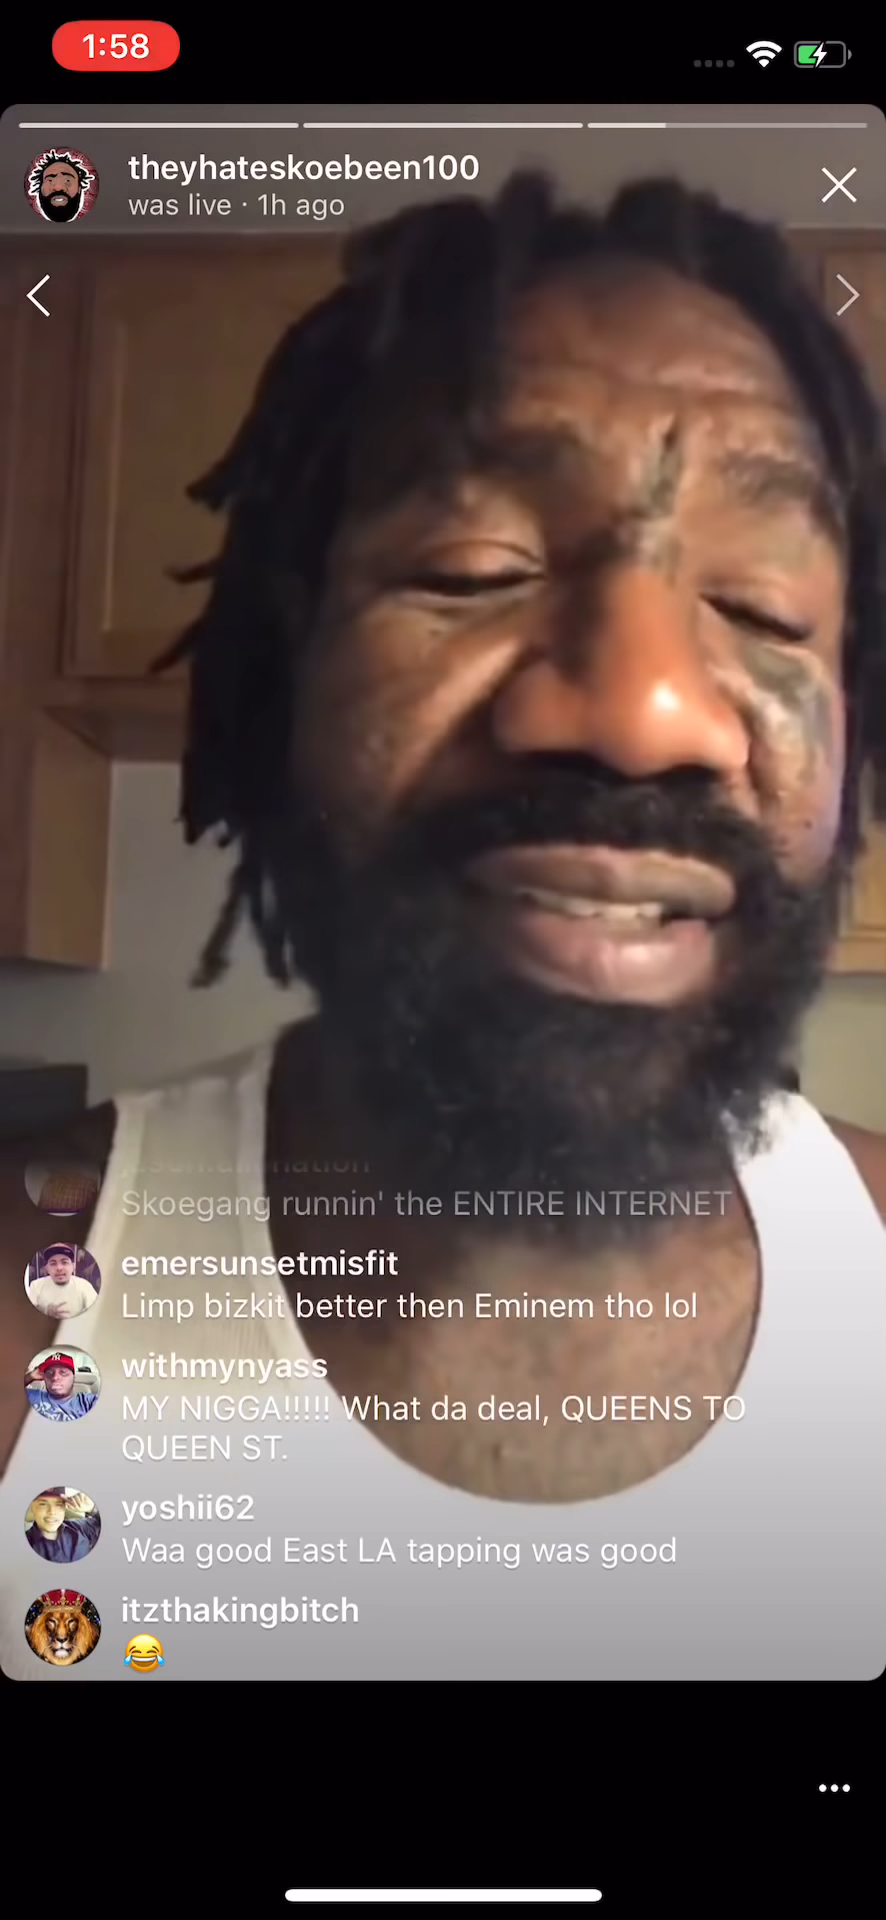 1:58
theyhateskoebeen100
was live · 1h ago
Skoegang runnin' the ENTIRE INTERNET
emersunsetmisfit
Limp bizkit better then Eminem tho lol
withmynyass
MY NIGGA!!!!! What da deal, QUEENS TO
QUEEN ST.
yoshii62
Waa good East LA tapping was good
itzthakingbitch
😂